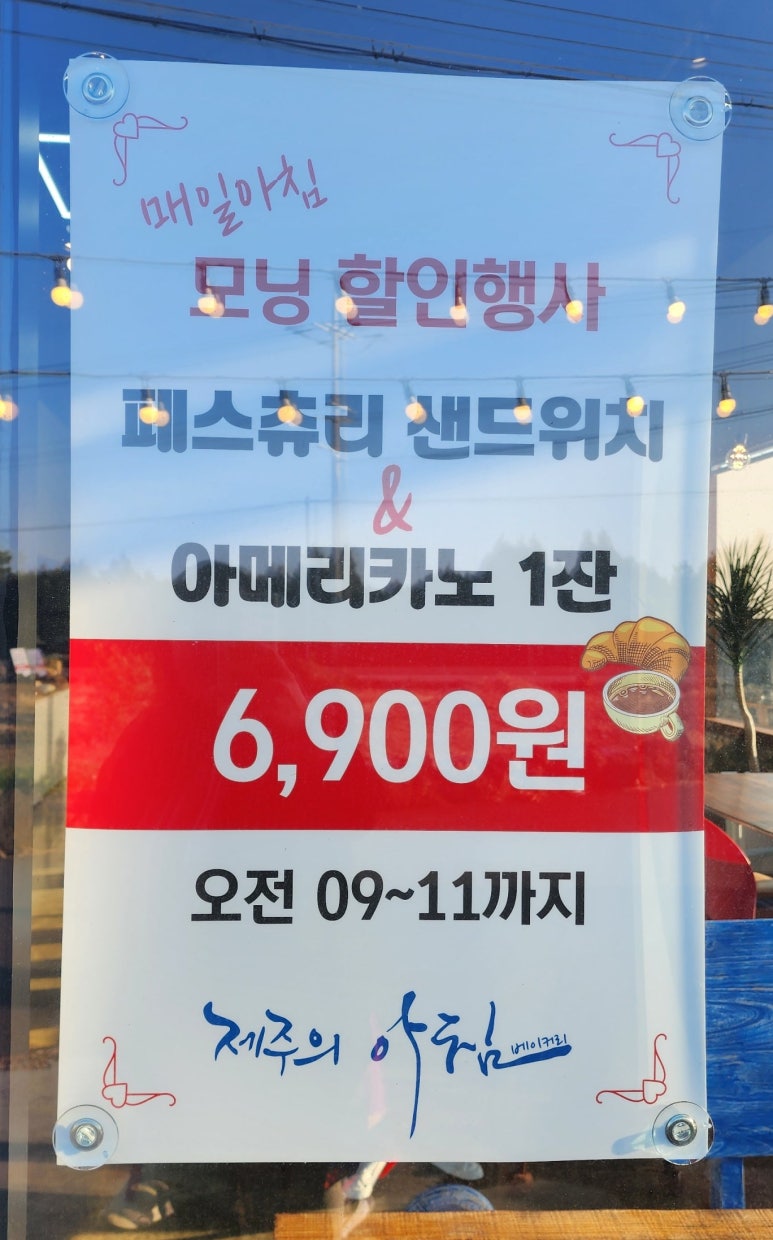 매일아침
모닝 할인행사
페스츄리 샌드위치
&
아메리카노 1잔
6,900원
오전 09~11까지
제주의 아침 베이커리